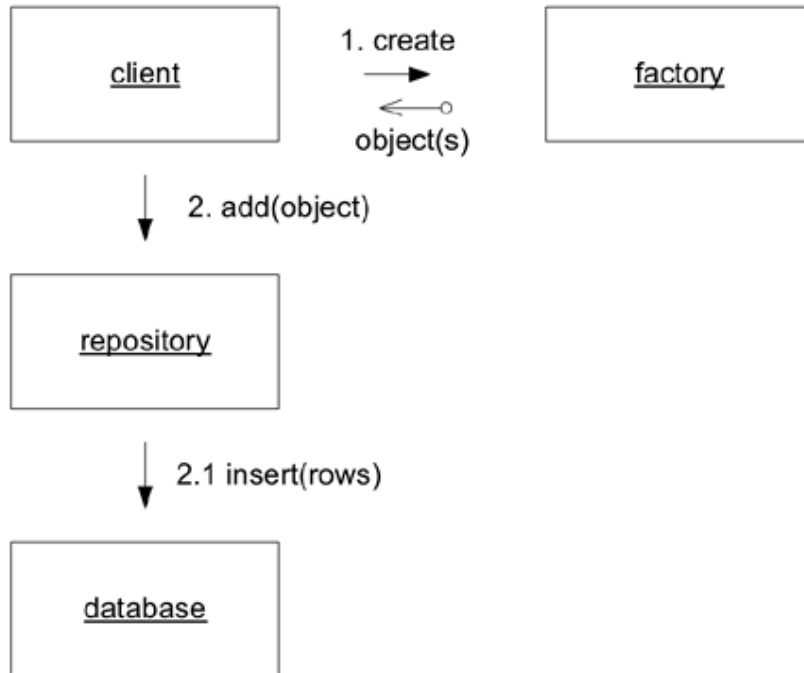 1. create
client
factory
object(s)
2. add(object)
repository
2.1 insert(rows)
database